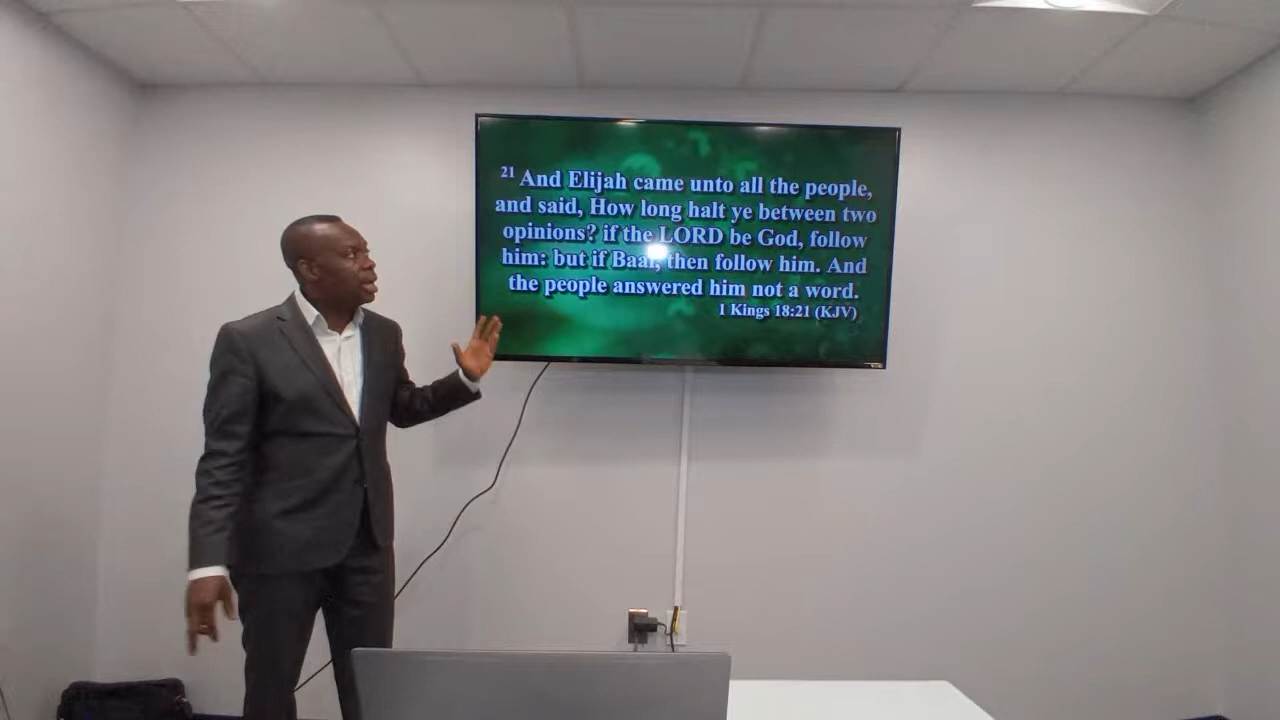 21 And Elijah came unto all the people,
and said, How long halt ye between two
opinions? if the LORD be God, follow
him: but if Baal, then follow him. And
the people answered him not a word.
1 Kings 18:21 (KJV)